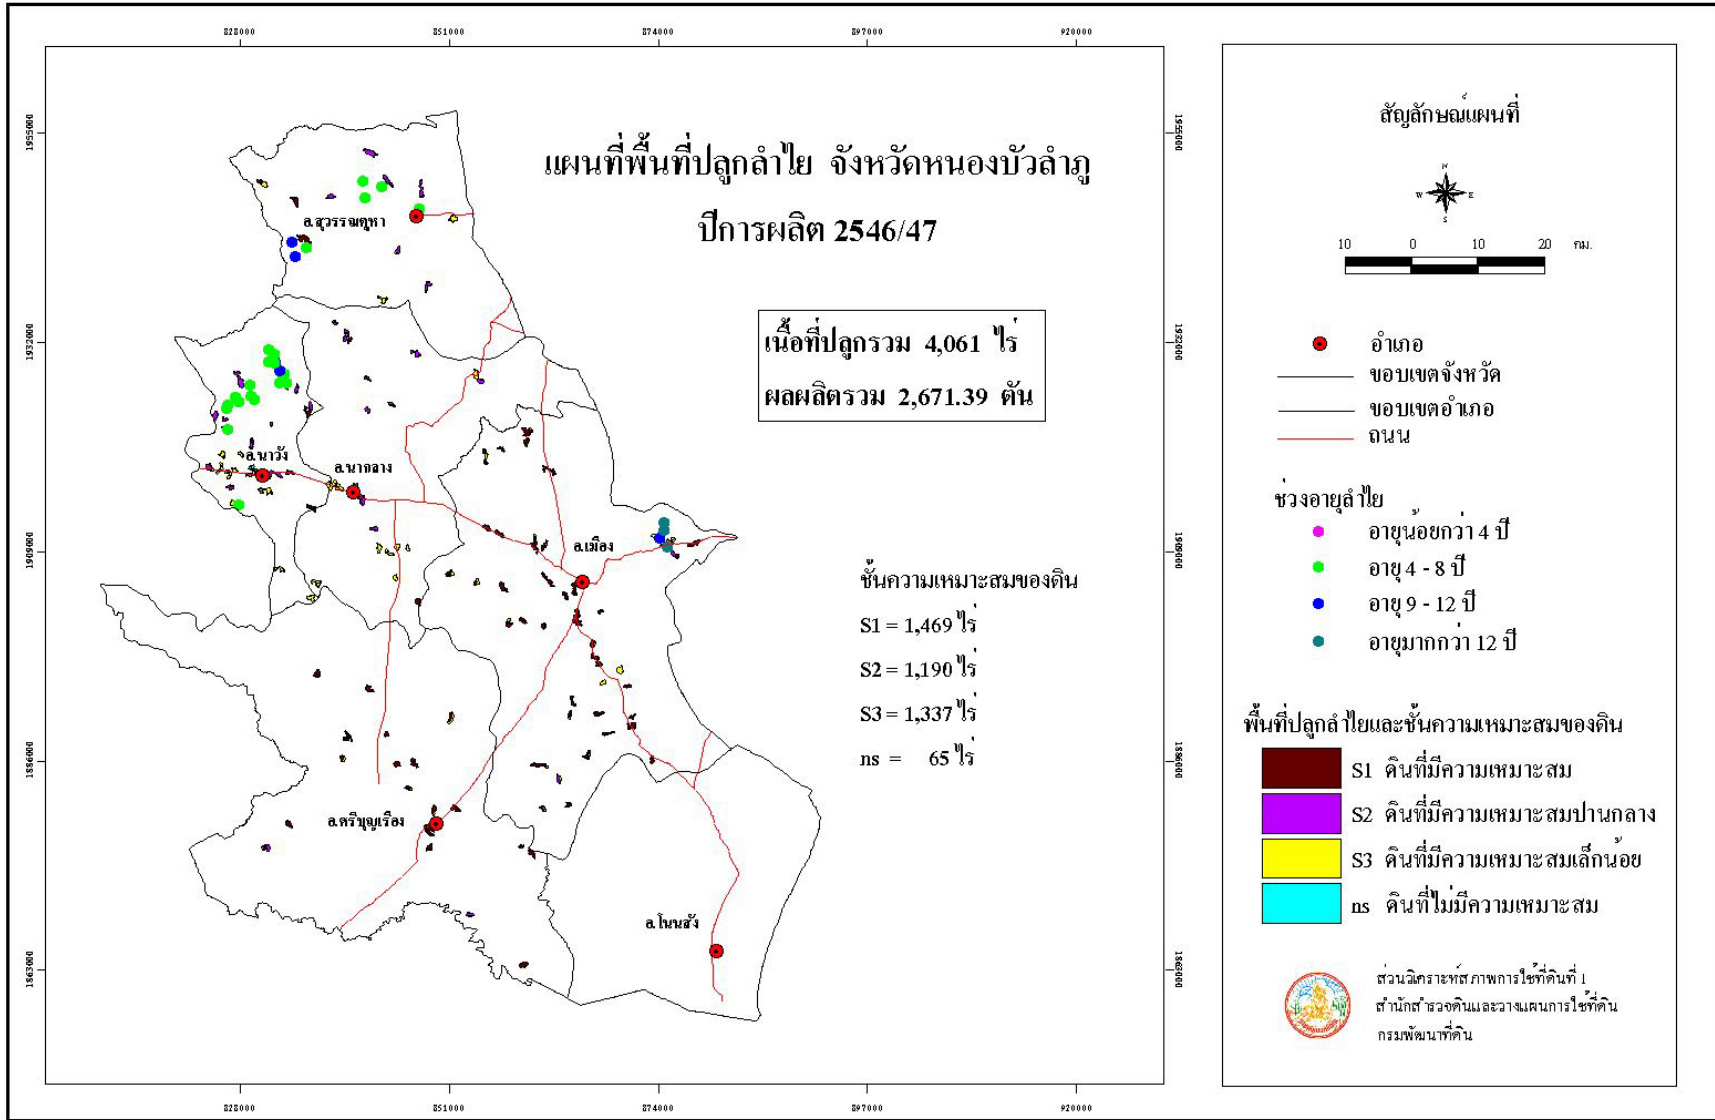 828000 851000 874000 897000 920000
1955000 1955000
1932000 1932000
1909000 1909000
1886000 1886000
1863000 1863000
828000 851000 874000 897000 920000
แผนที่พื้นที่ปลูกลำไย จังหวัดหนองบัวลำภู
ปีการผลิต 2546/47
เนื้อที่ปลูกรวม 4,061 ไร่
ผลผลิตรวม 2,671.39 ตัน
อ.สุวรรณคูหา
อ.นาวัง
อ.นากลาง
อ.เมือง
อ.ศรีบุญเรือง
อ.โนนสัง
ชั้นความเหมาะสมของดิน
S1 = 1,469 ไร่
S2 = 1,190 ไร่
S3 = 1,337 ไร่
ns = 65 ไร่
สัญลักษณ์แผนที่
N
W E
S
10 0 10 20 กม.
อำเภอ
ขอบเขตจังหวัด
ขอบเขตอำเภอ
ถนน
ช่วงอายุลำไย
อายุน้อยกว่า 4 ปี
อายุ 4 - 8 ปี
อายุ 9 - 12 ปี
อายุมากกว่า 12 ปี
พื้นที่ปลูกลำไยและชั้นความเหมาะสมของดิน
S1 ดินที่มีความเหมาะสม
S2 ดินที่มีความเหมาะสมปานกลาง
S3 ดินที่มีความเหมาะสมเล็กน้อย
ns ดินที่ไม่มีความเหมาะสม
ส่วนวิเคราะห์สภาพการใช้ที่ดินที่ 1
สำนักสำรวจดินและวางแผนการใช้ที่ดิน
กรมพัฒนาที่ดิน